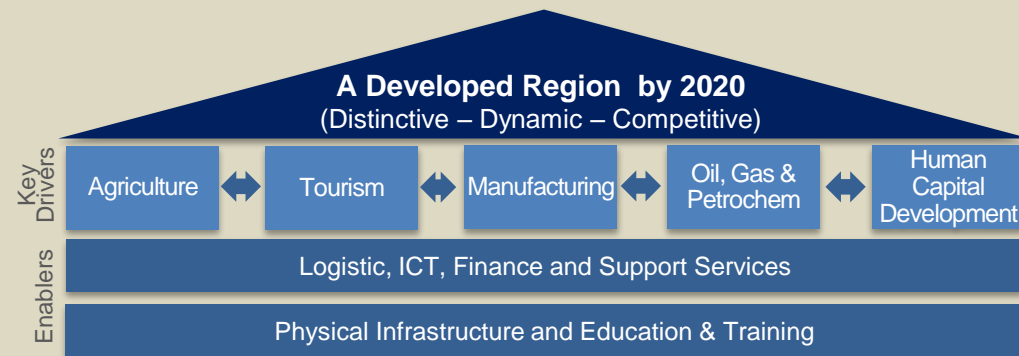 A Developed Region by 2020
(Distinctive – Dynamic – Competitive)
Key
Drivers
Agriculture
Tourism
Manufacturing
Oil, Gas &
Petrochem
Human
Capital
Development
Enablers
Logistic, ICT, Finance and Support Services
Physical Infrastructure and Education & Training